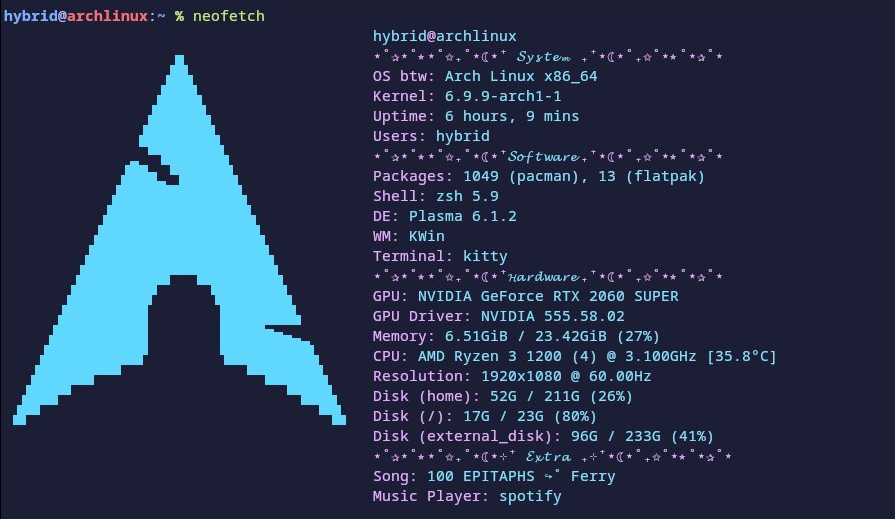 hybrid@archlinux:~ % neofetch
hybrid@archlinux
⋆˚✰⋆˚⭑⋆˚✩₊˚⋆☾⋆⁺ 𝓢𝔂𝓼𝓽𝓮𝓶 ₊⁺⋆☾⋆˚₊✩˚⋆⭑˚⋆✰˚⋆
OS btw: Arch Linux x86_64
Kernel: 6.9.9-arch1-1
Uptime: 6 hours, 9 mins
Users: hybrid
⋆˚✰⋆˚⭑⋆˚✩₊˚⋆☾⋆⁺𝓢𝓸𝓯𝓽𝔀𝓪𝓻𝓮₊⁺⋆☾⋆˚₊✩˚⋆⭑˚⋆✰˚⋆
Packages: 1049 (pacman), 13 (flatpak)
Shell: zsh 5.9
DE: Plasma 6.1.2
WM: KWin
Terminal: kitty
⋆˚✰⋆˚⭑⋆˚✩₊˚⋆☾⋆⁺𝓗𝓪𝓻𝓭𝔀𝓪𝓻𝓮₊⁺⋆☾⋆˚₊✩˚⋆⭑˚⋆✰˚⋆
GPU: NVIDIA GeForce RTX 2060 SUPER
GPU Driver: NVIDIA 555.58.02
Memory: 6.51GiB / 23.42GiB (27%)
CPU: AMD Ryzen 3 1200 (4) @ 3.100GHz [35.8°C]
Resolution: 1920x1080 @ 60.00Hz
Disk (home): 52G / 211G (26%)
Disk (/): 17G / 23G (80%)
Disk (external_disk): 96G / 233G (41%)
⋆˚✰⋆˚⭑⋆˚✩₊˚⋆☾⋆⊹⁺ 𝓔𝔁𝓽𝓻𝓪 ₊⊹⁺⋆☾⋆˚₊✩˚⋆⭑˚⋆✰˚⋆
Song: 100 EPITAPHS ↝˚ Ferry
Music Player: spotify